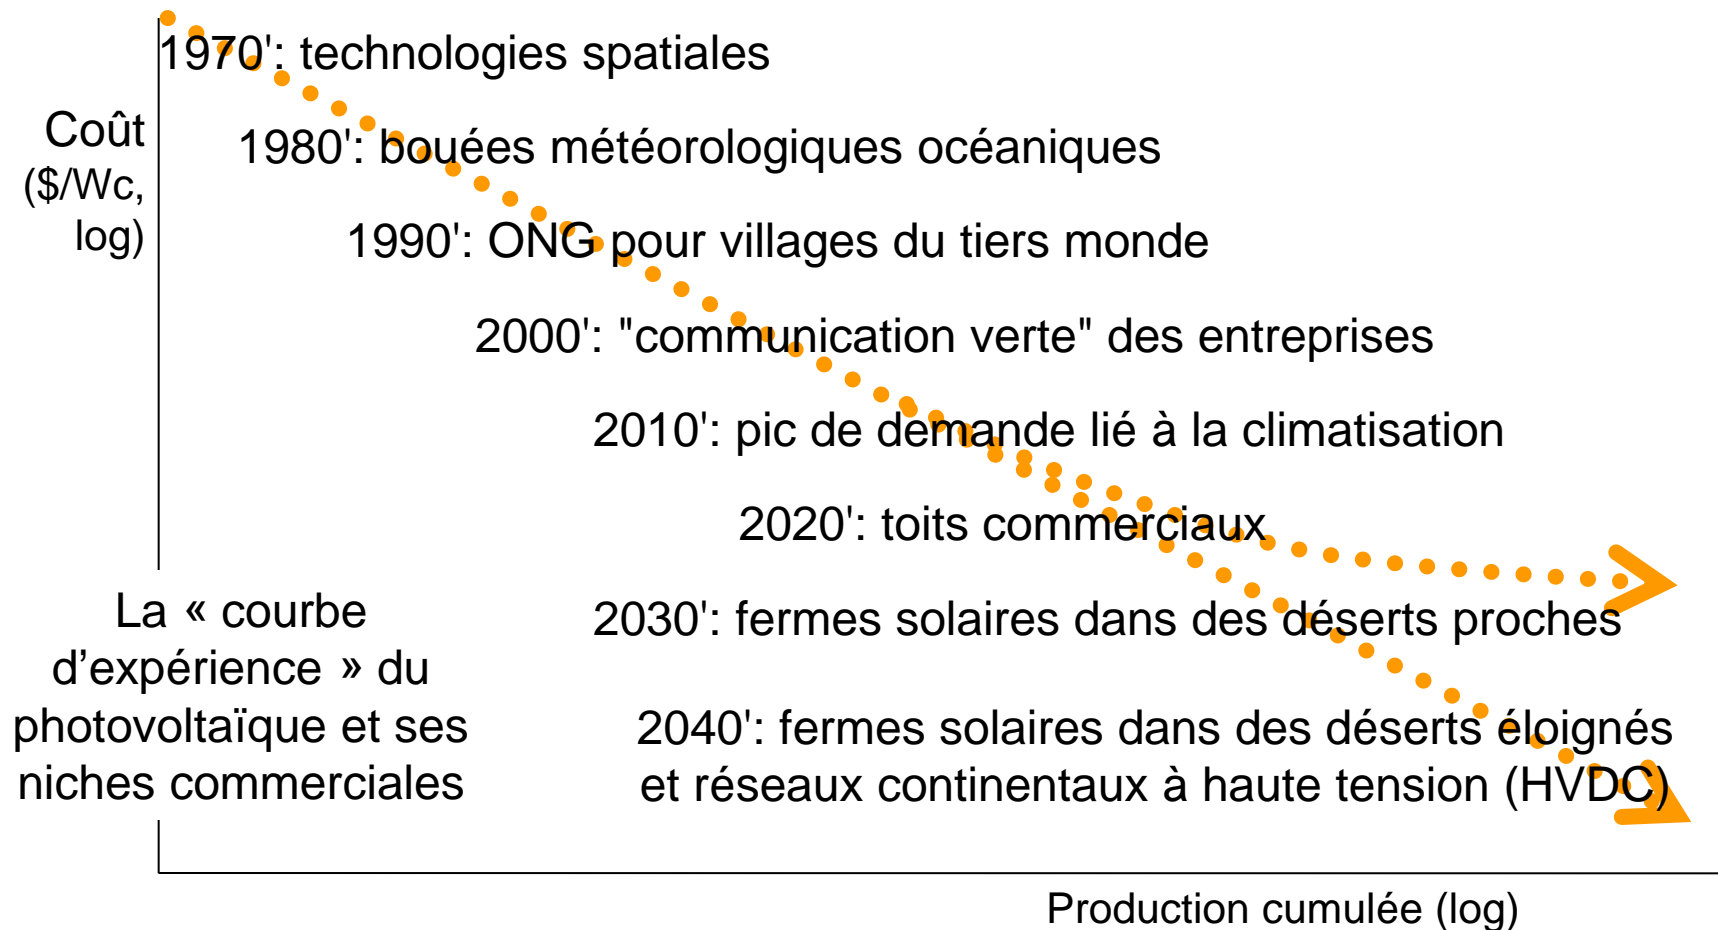 1970': technologies spatiales
Coût
($/Wc,
log)
1980': bouées météorologiques océaniques
1990': ONG pour villages du tiers monde
2000': "communication verte" des entreprises
2010': pic de demande lié à la climatisation
2020': toits commerciaux
La « courbe
d’expérience » du
photovoltaïque et ses
niches commerciales
2030': fermes solaires dans des déserts proches
2040': fermes solaires dans des déserts éloignés
et réseaux continentaux à haute tension (HVDC)
Production cumulée (log)